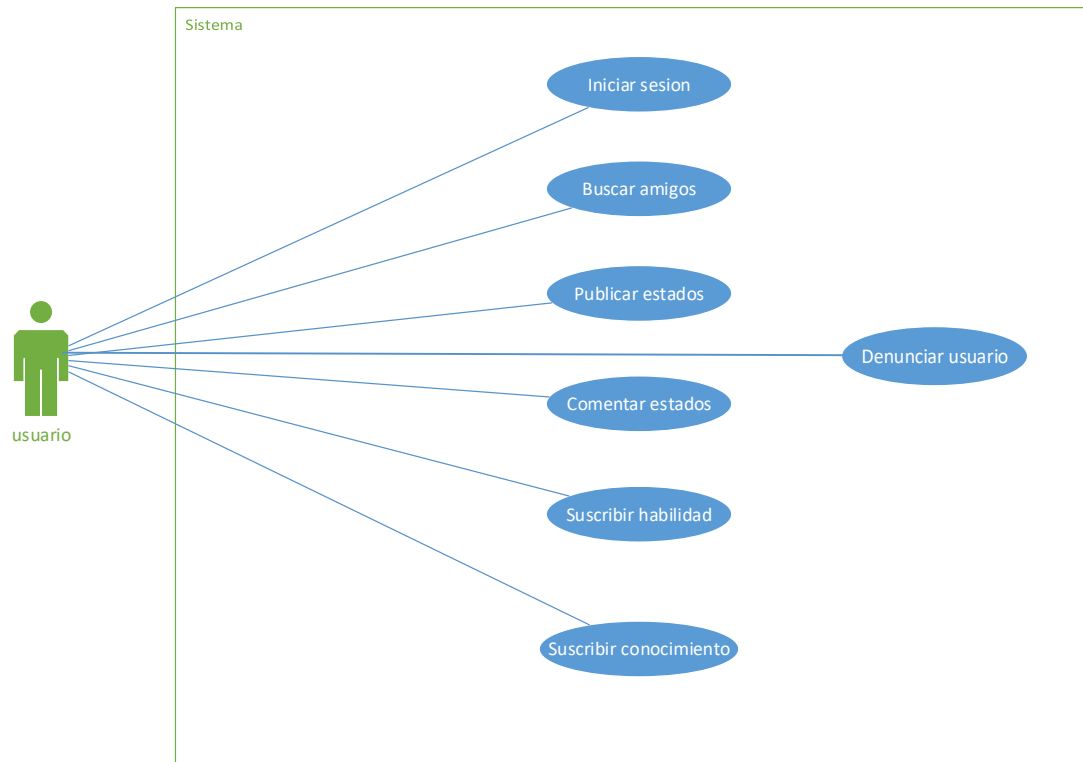 Sistema
Iniciar sesion
Buscar amigos
Publicar estados
Denunciar usuario
Comentar estados
usuario
Suscribir habilidad
Suscribir conocimiento